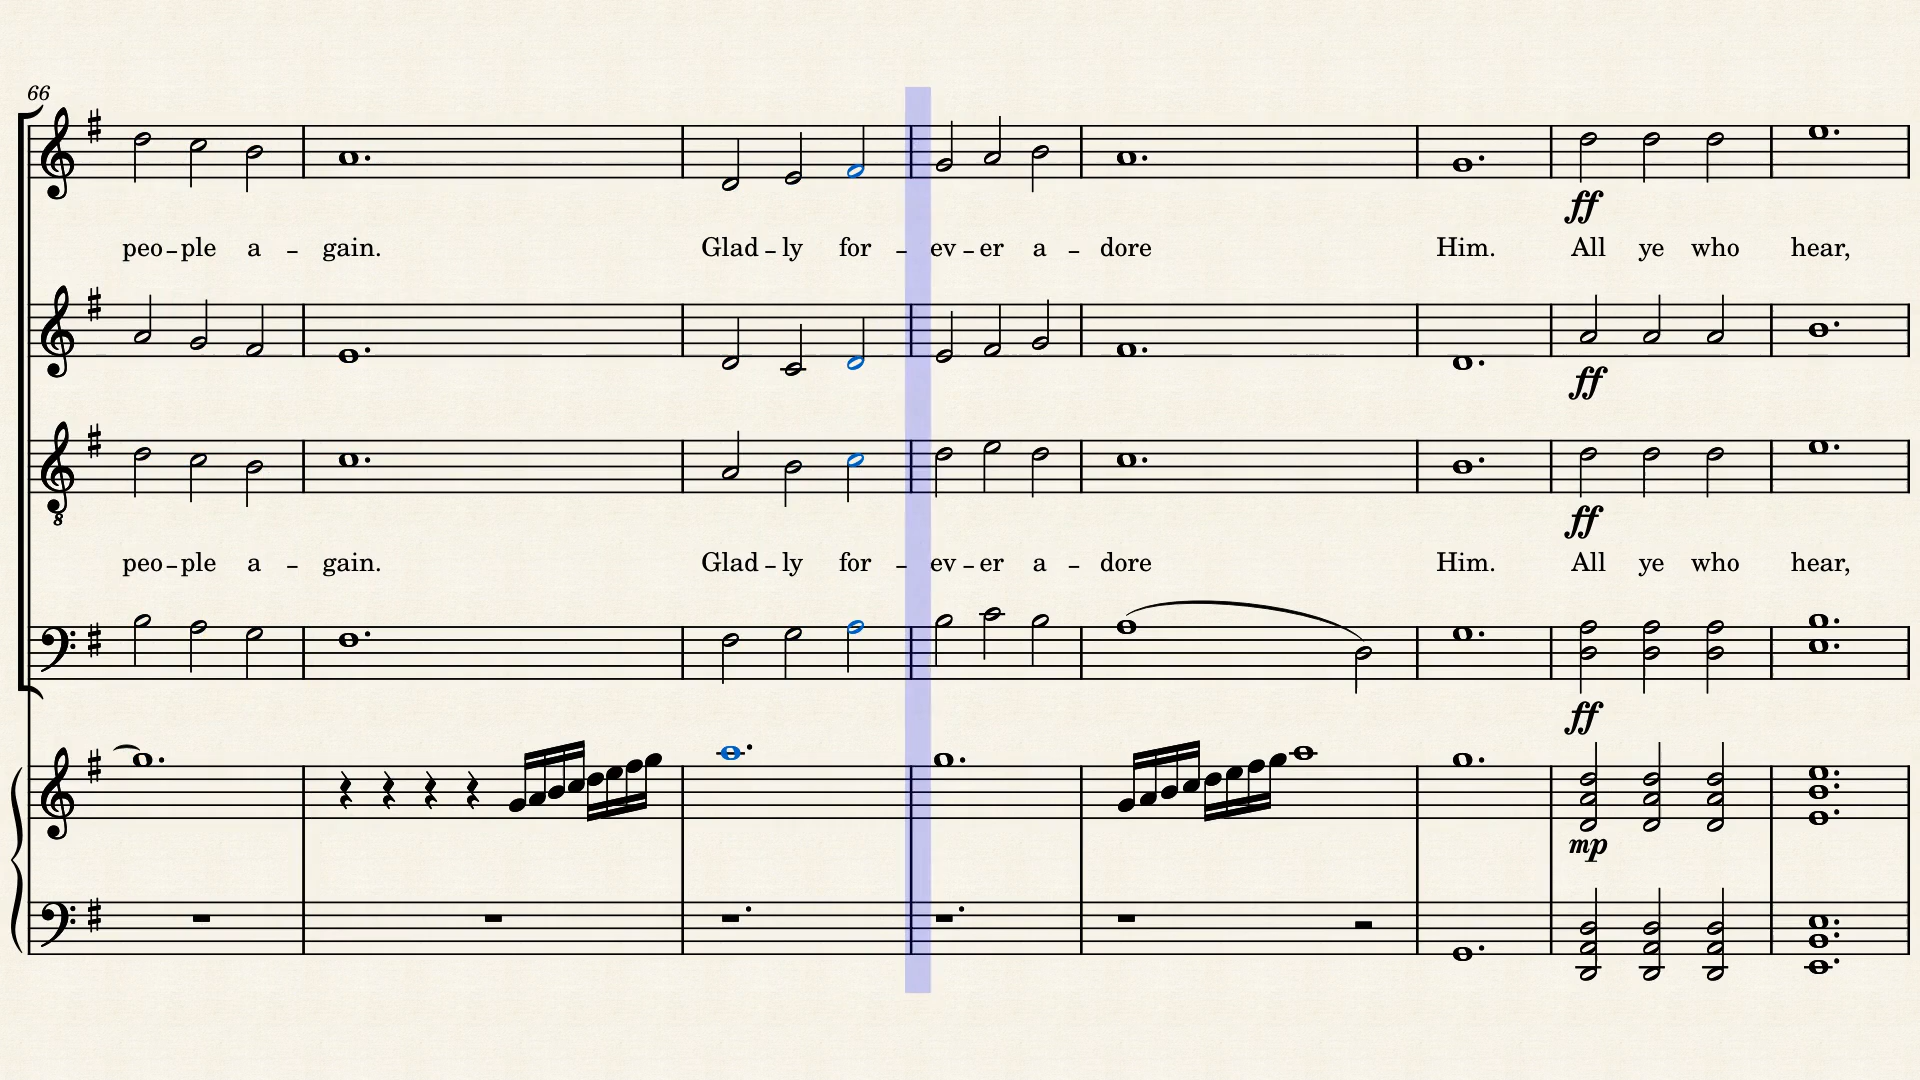 66
ff
peo-ple a - gain. Glad-ly for - ev-er a - dore Him. All ye who hear,
ff
8
ff
peo-ple a - gain. Glad-ly for - ev-er a - dore Him. All ye who hear,
ff
mp